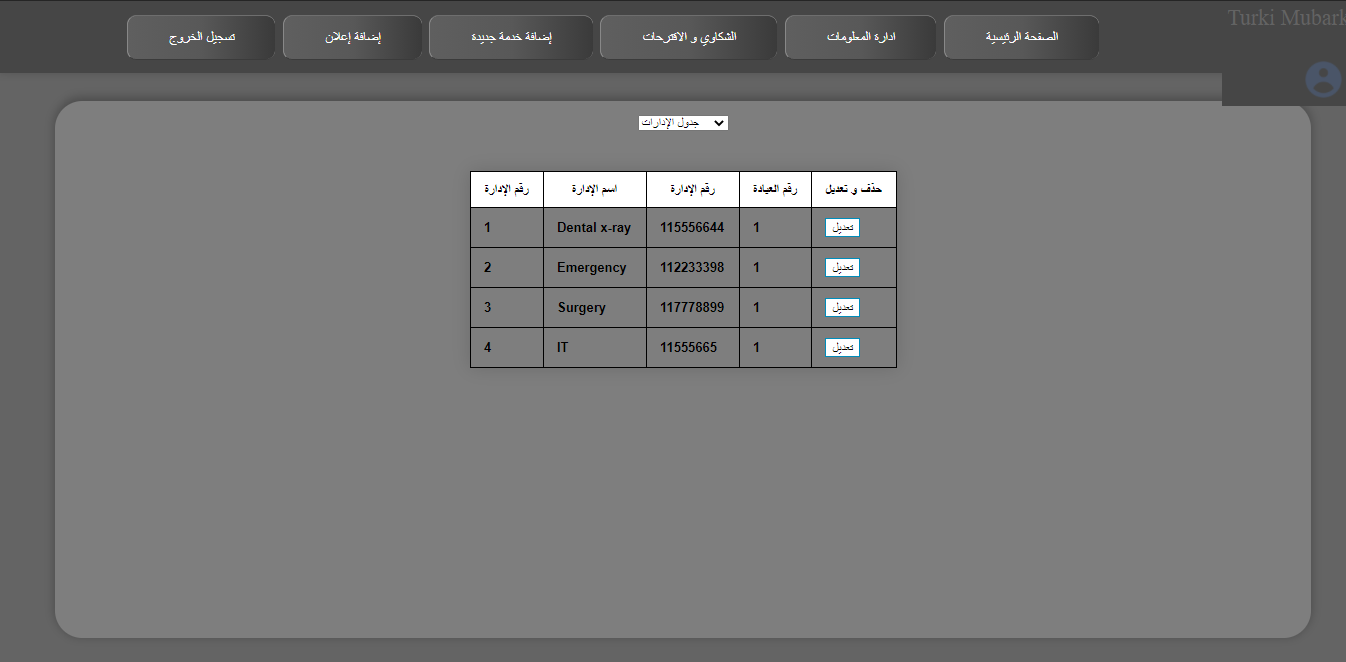 Turki Mubark
الصفحة الرئيسية
ادارة المعلومات
الشكاوي و الاقترحات
إضافة خدمة جديدة
إضافة إعلان
تسجيل الخروج
جدول الإدارات
رقم الإدارة اسم الإدارة رقم الإدارة رقم العيادة حذف و تعديل
1 Dental x-ray 115556644 1 تعديل
2 Emergency 112233398 1 تعديل
3 Surgery 117778899 1 تعديل
4 IT 11555665 1 تعديل